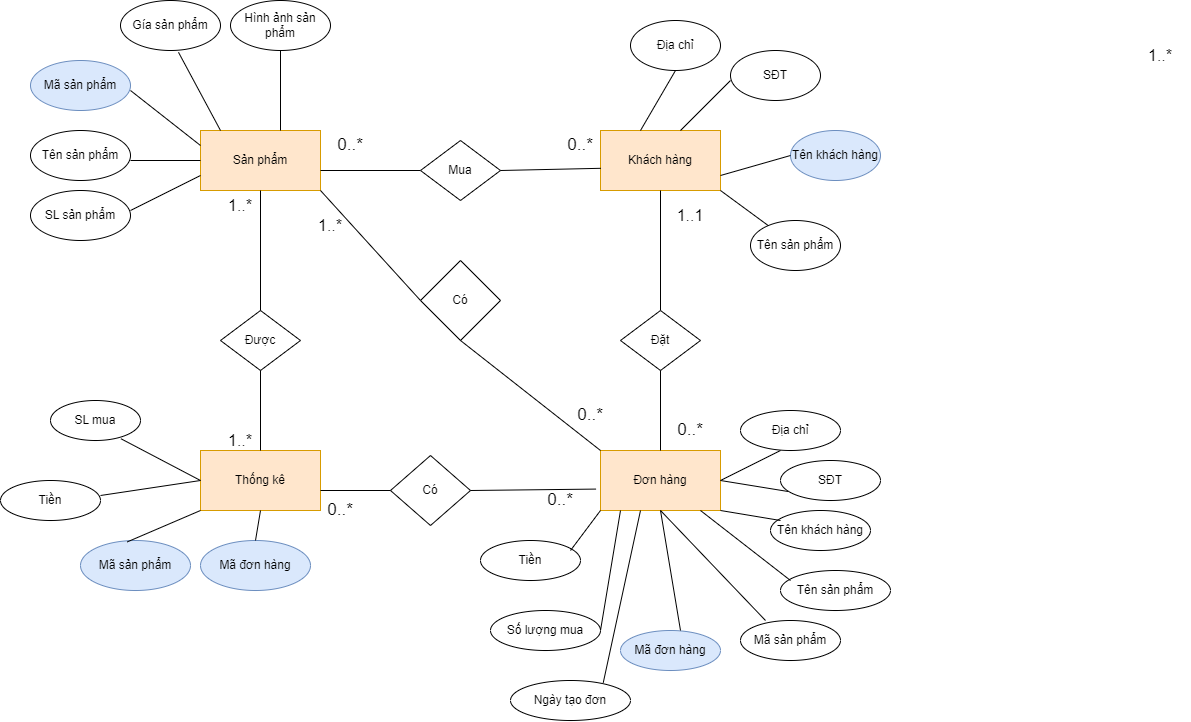 Gía sản phẩm
Hình ảnh sản
phẩm
Địa chỉ
1..*
SĐT
Mã sản phẩm
0..*
0..*
Tên sản phẩm
Sản phẩm
Mua
Khách hàng
Tên khách hàng
SL sản phẩm
1..*
1..*
1..1
Tên sản phẩm
Có
Được
Đặt
SL mua
1..*
0..*
0..*
Địa chỉ
Tiền
Thống kê
0..*
Có
0..*
Đơn hàng
SĐT
Tên khách hàng
Mã sản phẩm
Mã đơn hàng
Tiền
Tên sản phẩm
Số lượng mua
Mã đơn hàng
Mã sản phẩm
Ngày tạo đơn